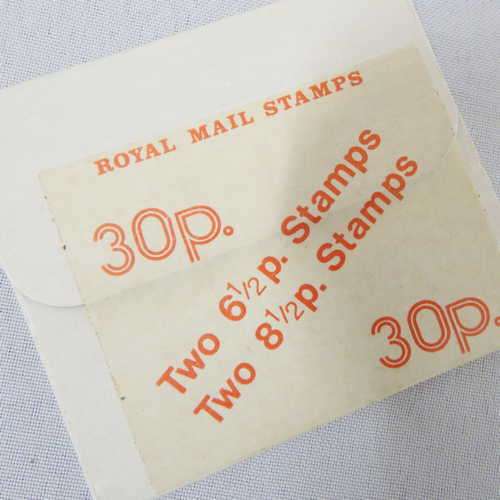 ROYAL MAIL STAMPS
30p.
Two 6½p. Stamps
Two 8½p. Stamps
30p.